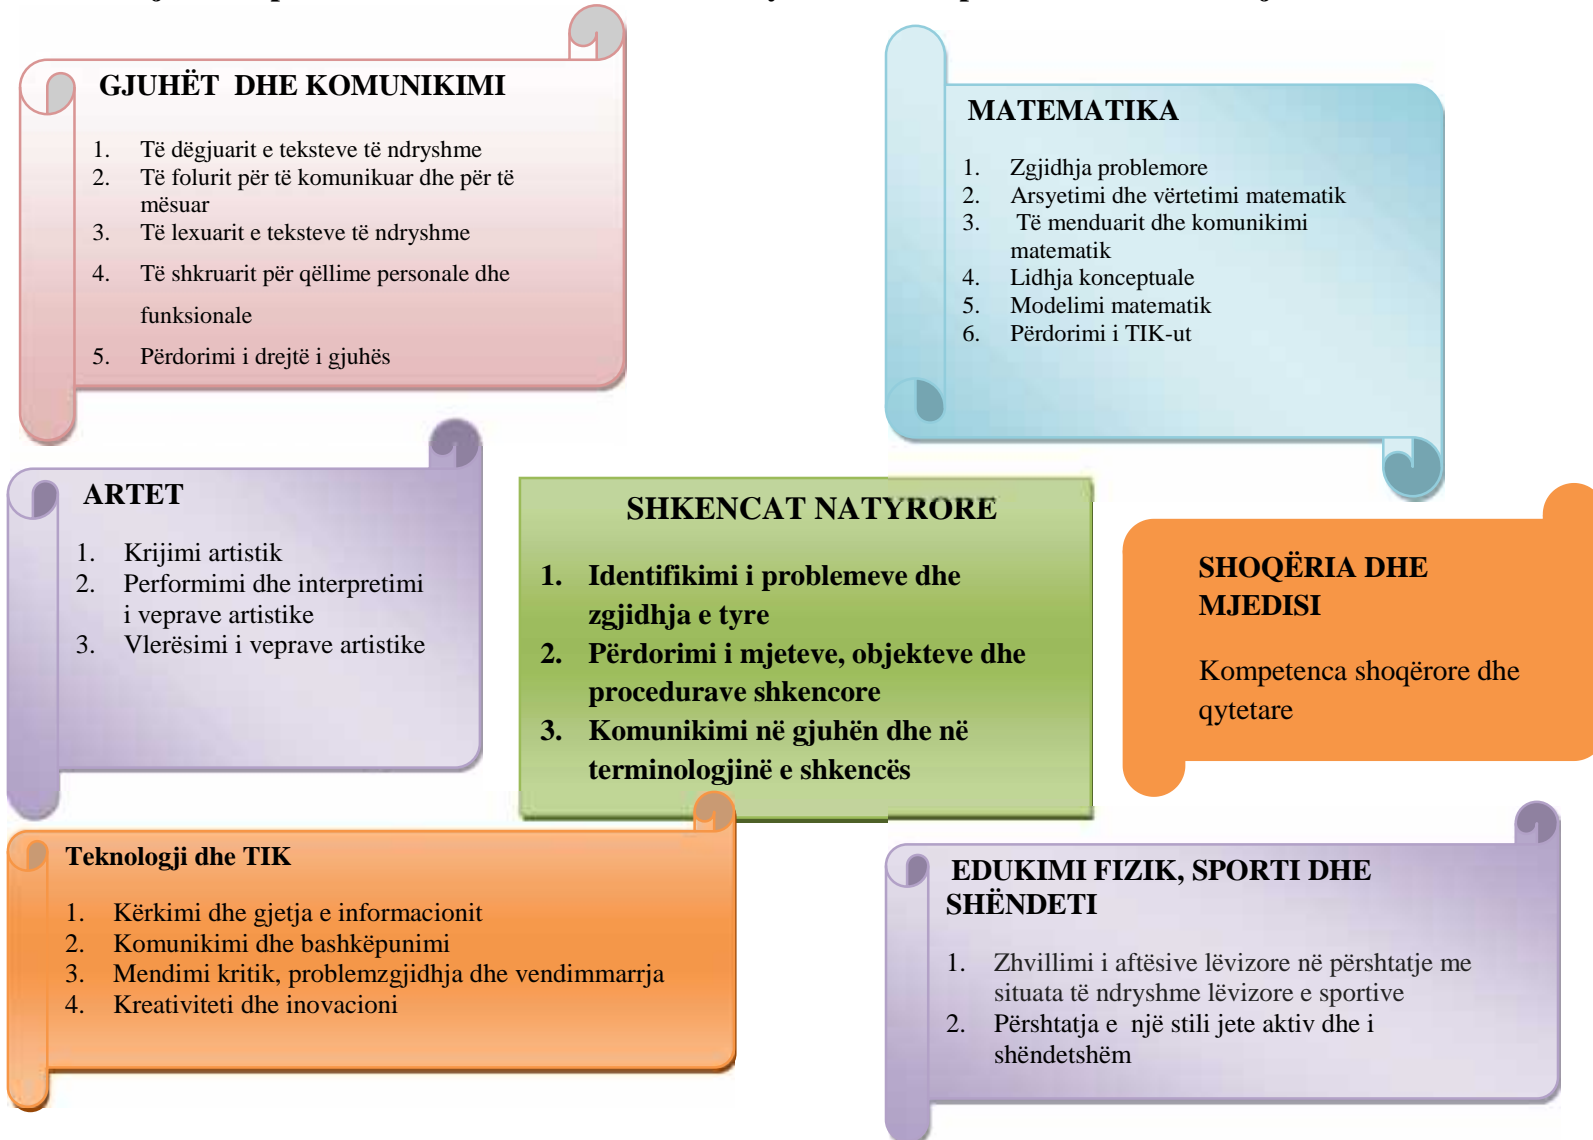 GJUHËT DHE KOMUNIKIMI
1. Të dëgjuarit e teksteve të ndryshme
2. Të folurit për të komunikuar dhe për të
mësuar
3. Të lexuarit e teksteve të ndryshme
4. Të shkruarit për qëllime personale dhe
funksionale
5. Përdorimi i drejtë i gjuhës
MATEMATIKA
1. Zgjidhja problemore
2. Arsyetimi dhe vërtetimi matematik
3. Të menduarit dhe komunikimi
matematik
4. Lidhja konceptuale
5. Modelimi matematik
6. Përdorimi i TIK-ut
ARTET
1. Krijimi artistik
2. Performimi dhe interpretimi
i veprave artistike
3. Vlerësimi i veprave artistike
SHKENCAT NATYRORE
1. Identifikimi i problemeve dhe
zgjidhja e tyre
2. Përdorimi i mjeteve, objekteve dhe
procedurave shkencore
3. Komunikimi në gjuhën dhe në
terminologjinë e shkencës
SHOQËRIA DHE
MJEDISI
Kompetenca shoqërore dhe
qytetare
Teknologji dhe TIK
1. Kërkimi dhe gjetja e informacionit
2. Komunikimi dhe bashkëpunimi
3. Mendimi kritik, problemzgjidhja dhe vendimmarrja
4. Kreativiteti dhe inovacioni
EDUKIMI FIZIK, SPORTI DHE
SHËNDETI
1. Zhvillimi i aftësive lëvizore në përshtatje me
situata të ndryshme lëvizore e sportive
2. Përshtatja e një stili jete aktiv dhe i
shëndetshëm